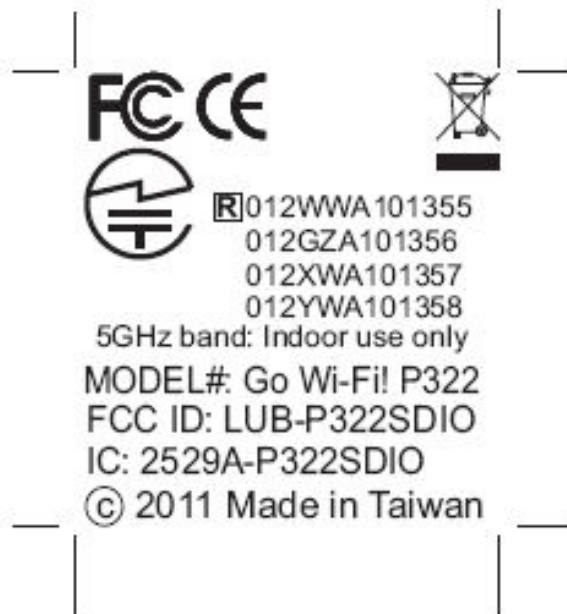 FC CE
R 012WWA101355
012GZA101356
012XWA101357
012YWA101358
5GHz band: Indoor use only
MODEL#: Go Wi-Fi! P322
FCC ID: LUB-P322SDIO
IC: 2529A-P322SDIO
© 2011 Made in Taiwan